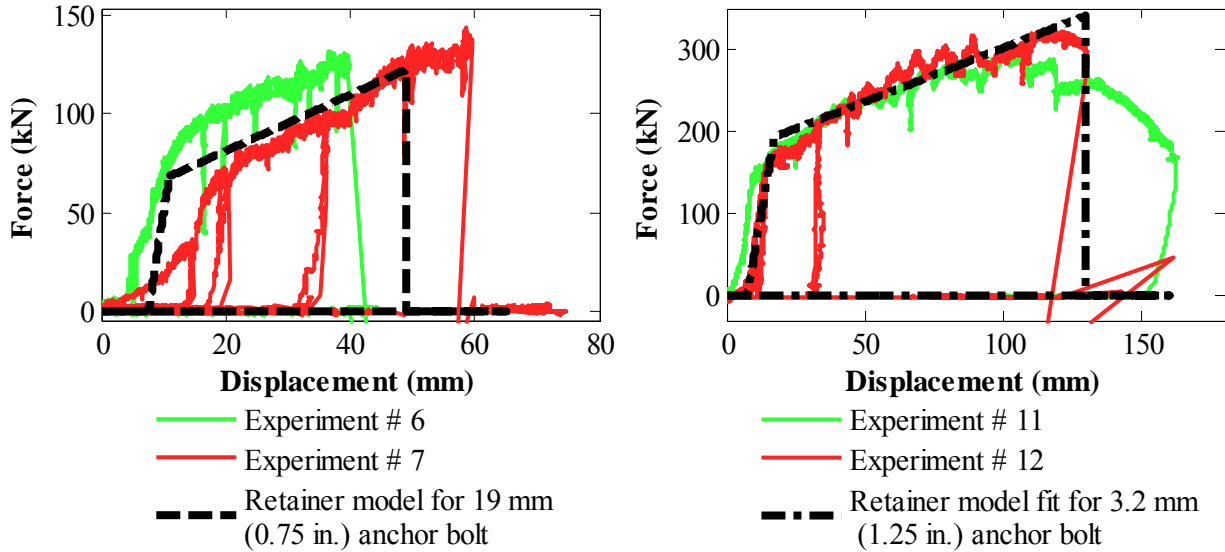 150
100
50
0
Force (kN)
0
20
40
60
80
Displacement (mm)
Experiment # 6
Experiment # 7
Retainer model for 19 mm
(0.75 in.) anchor bolt
300
200
100
0
Force (kN)
0
50
100
150
Displacement (mm)
Experiment # 11
Experiment # 12
Retainer model fit for 3.2 mm
(1.25 in.) anchor bolt